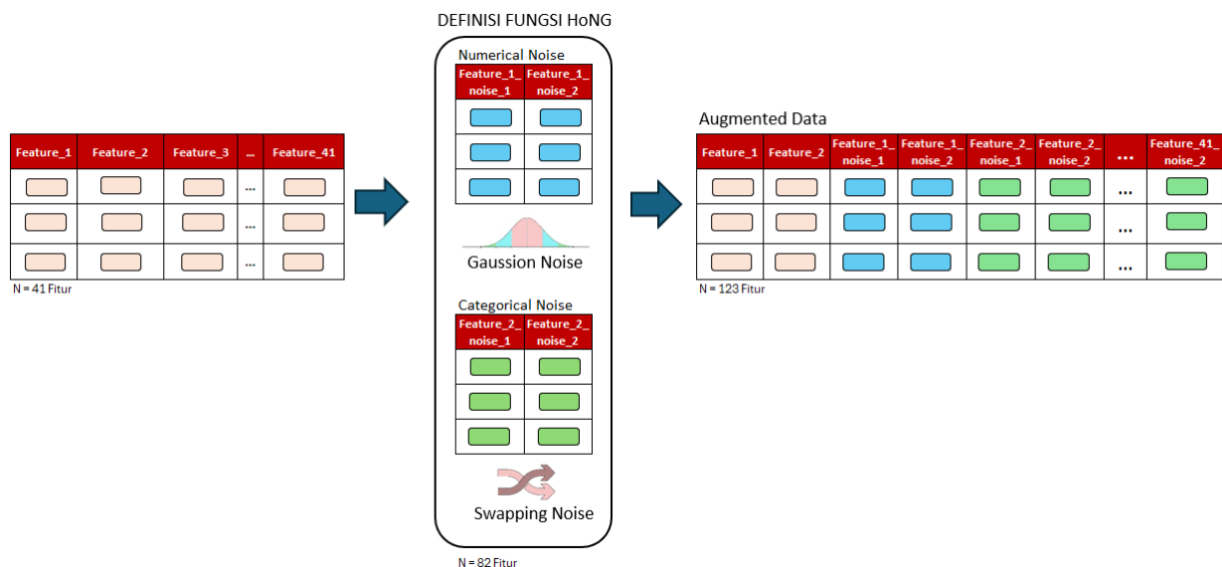 DEFINISI FUNGSI HoNG
Numerical Noise
Feature_1_ Feature_1_
noise_1 noise_2
Gaussion Noise
Categorical Noise
Feature_2_ Feature_2_
noise_1 noise_2
Swapping Noise
N = 82 Fitur
Feature_1 Feature_2 Feature_3 ... Feature_41
...
...
...
N = 41 Fitur
Augmented Data
Feature_1 Feature_2 Feature_1_ Feature_1_ Feature_2_ Feature_2_ ... Feature_41_
noise_1 noise_2 noise_1 noise_2 noise_2
...
...
...
N = 123 Fitur